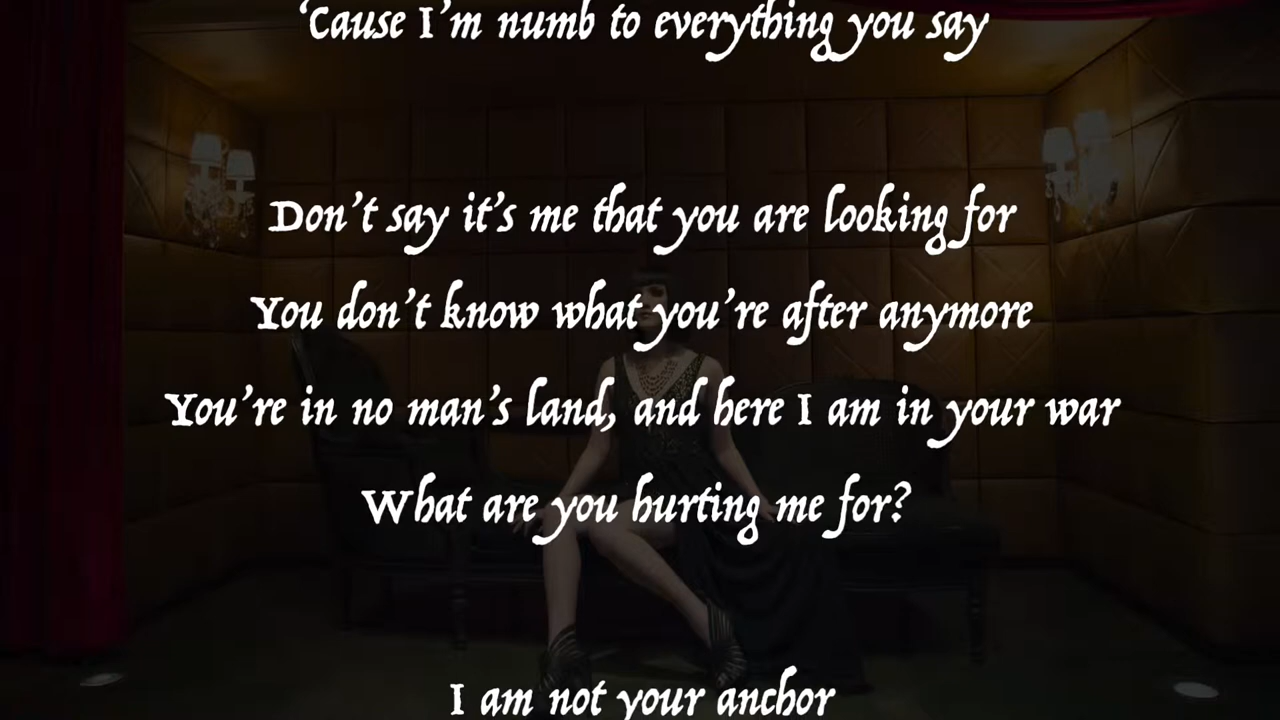 ‘Cause I’m numb to everything you say
Don’t say it’s me that you are looking for
You don’t know what you’re after anymore
You’re in no man’s land, and here I am in your war
What are you hurting me for?
I am not your anchor